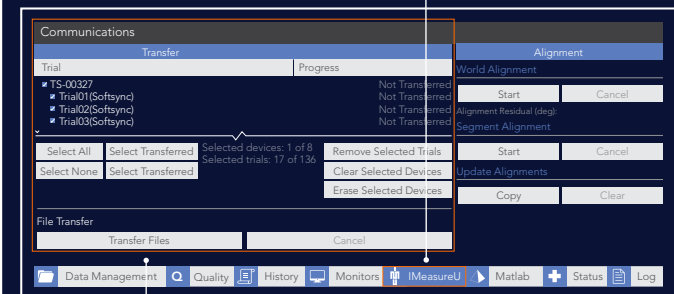 Communications
Transfer
Alignment
Trial Progress
World Alignment
TS-00327 Not Transferred
Trial01(Softsync) Not Transferred
Trial02(Softsync) Not Transferred
Trial03(Softsync) Not Transferred
Start Cancel
Alignment Residual (deg):
Segment Alignment
Select All Select Transferred Selected devices: 1 of 8 Remove Selected Trials
Selected trials: 17 of 136
Start Cancel
Select None Select Transferred Clear Selected Devices
Update Alignments
Erase Selected Devices
Copy Clear
File Transfer
Transfer Files Cancel
Data Management Quality History Monitors IMeasureU Matlab Status Log